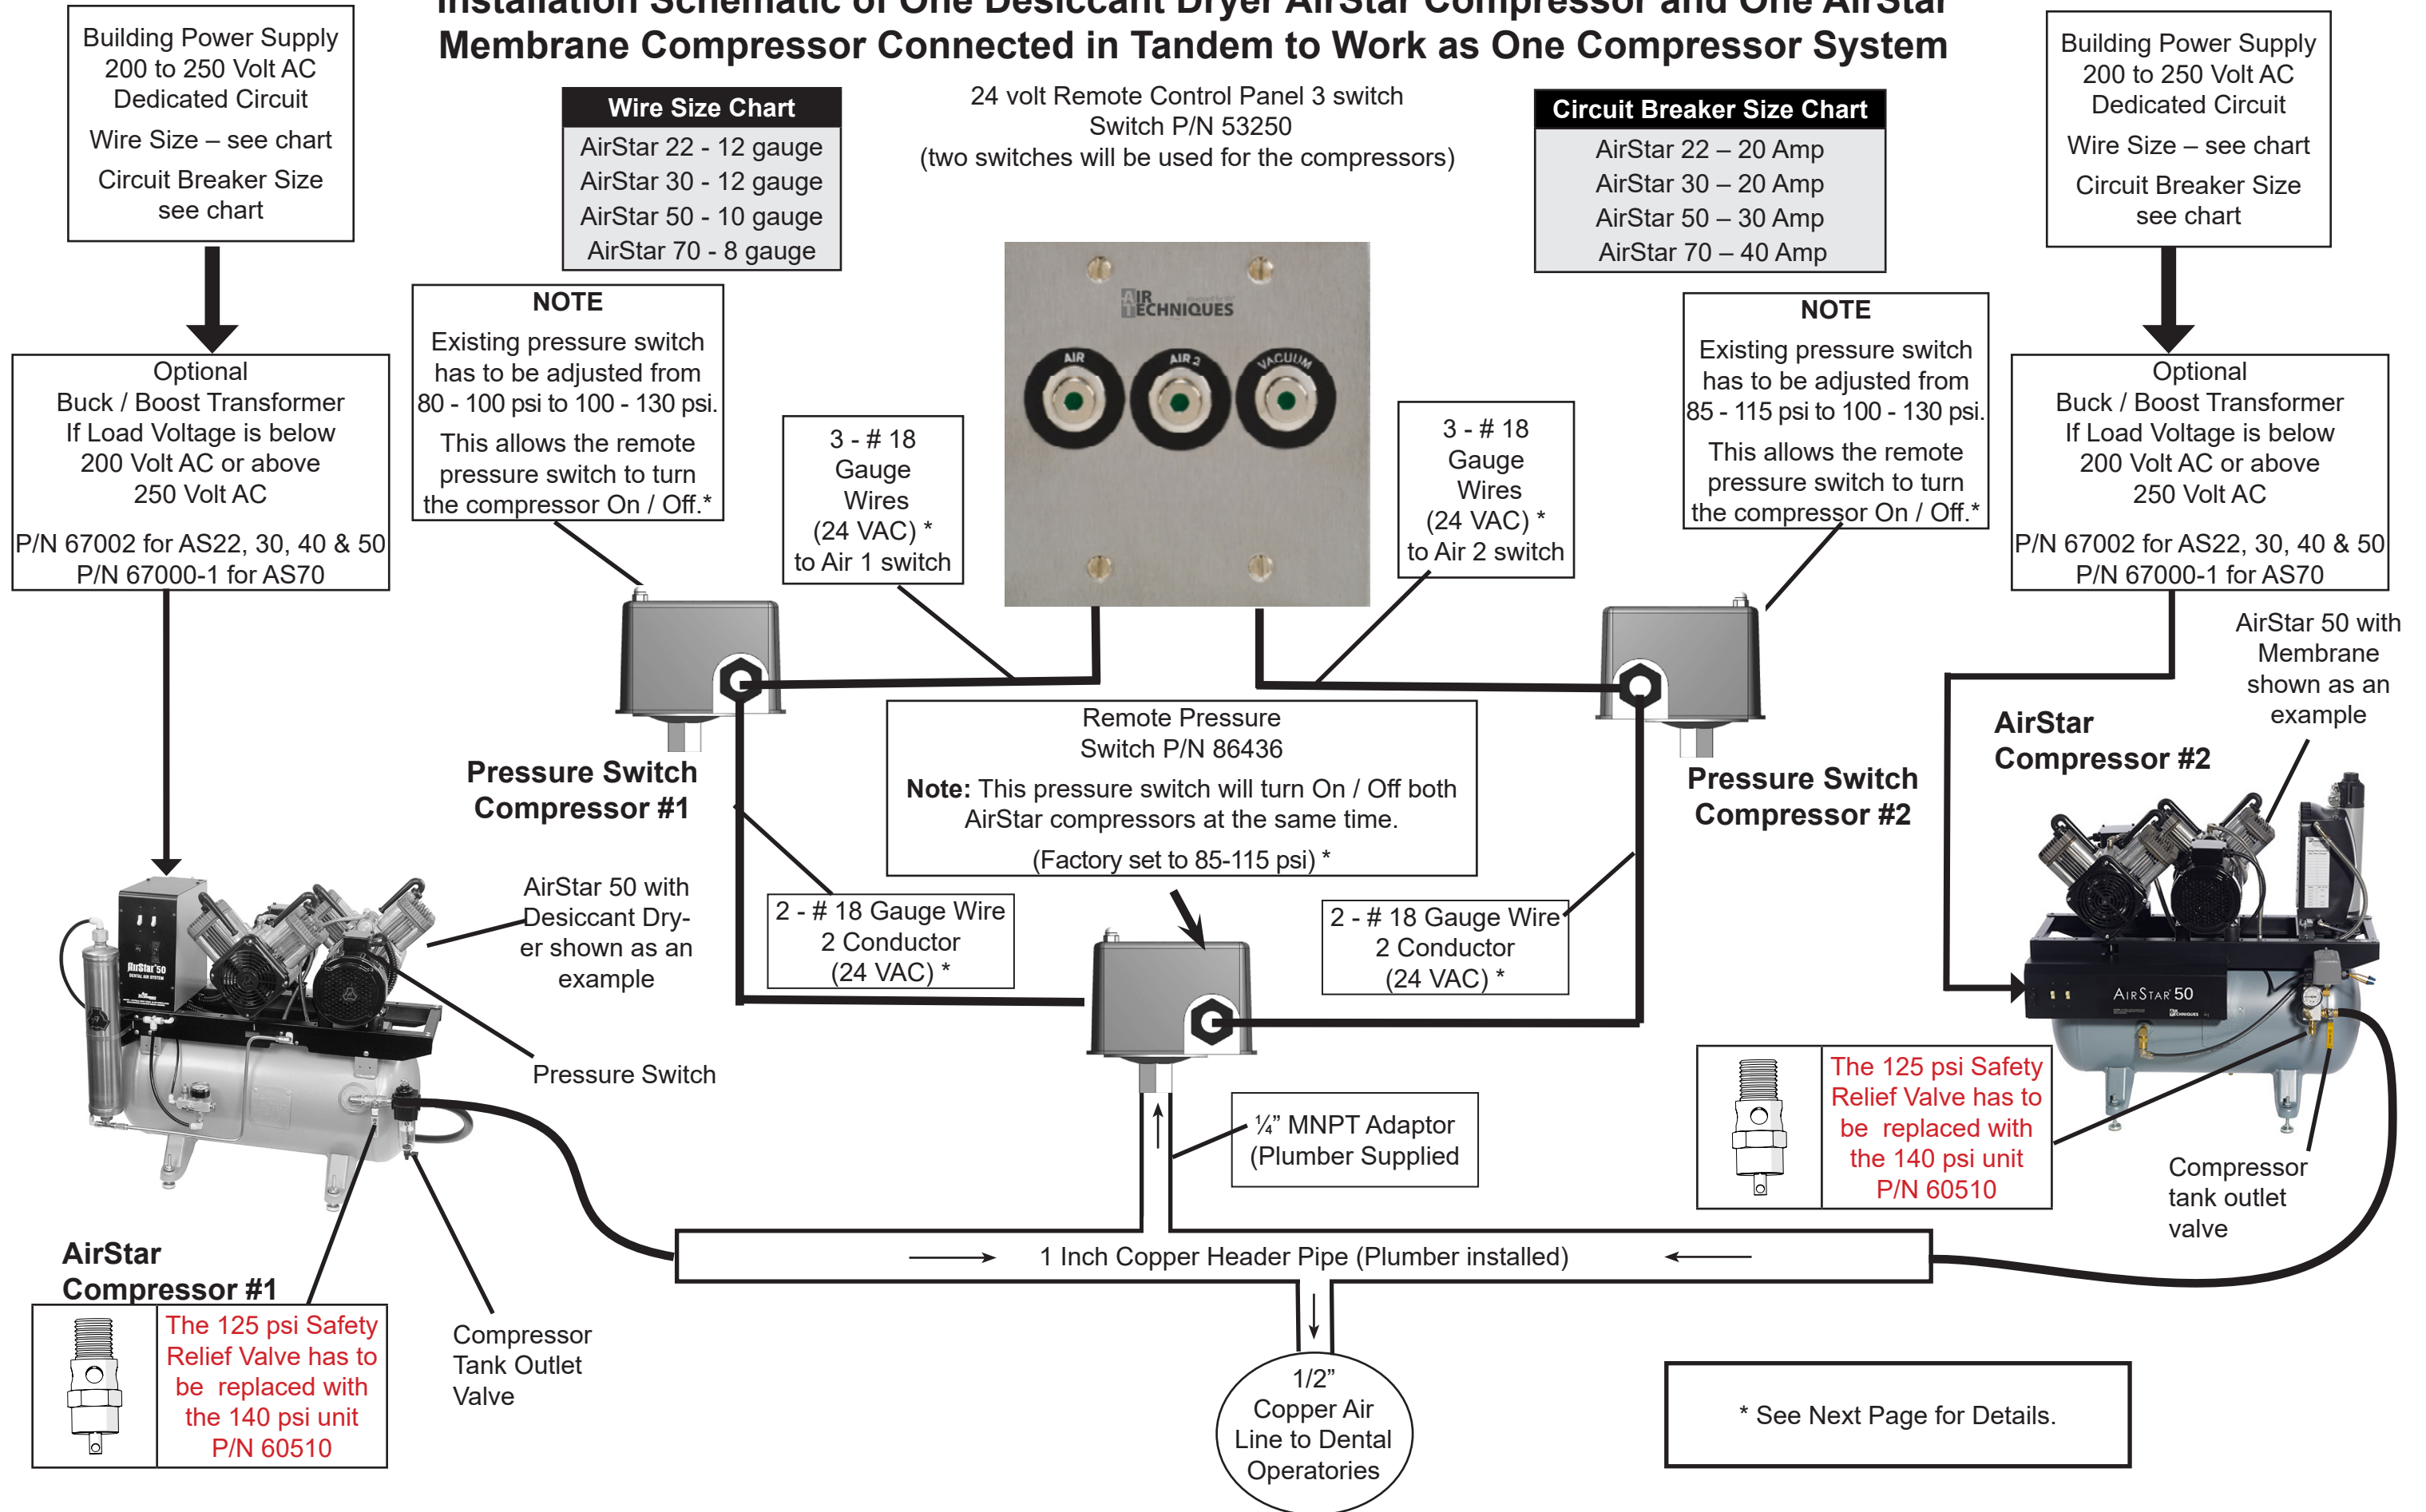 Installation Schematic of One Desiccant Dryer AirStar Compressor and One AirStar
Membrane Compressor Connected in Tandem to Work as One Compressor System
Building Power Supply
200 to 250 Volt AC
Dedicated Circuit
Wire Size – see chart
Circuit Breaker Size
see chart
Wire Size Chart
AirStar 22 - 12 gauge
AirStar 30 - 12 gauge
AirStar 50 - 10 gauge
AirStar 70 - 8 gauge
24 volt Remote Control Panel 3 switch
Switch P/N 53250
(two switches will be used for the compressors)
Circuit Breaker Size Chart
AirStar 22 – 20 Amp
AirStar 30 – 20 Amp
AirStar 50 – 30 Amp
AirStar 70 – 40 Amp
Building Power Supply
200 to 250 Volt AC
Dedicated Circuit
Wire Size – see chart
Circuit Breaker Size
see chart
Optional
Buck / Boost Transformer
If Load Voltage is below
200 Volt AC or above
250 Volt AC
P/N 67002 for AS22, 30, 40 & 50
P/N 67000-1 for AS70
NOTE
Existing pressure switch
has to be adjusted from
80 - 100 psi to 100 - 130 psi.
This allows the remote
pressure switch to turn
the compressor On / Off.*
3 - # 18
Gauge
Wires
(24 VAC) *
to Air 1 switch
AIR
TECHNIQUES
AIR
AIR 2
VACUUM
3 - # 18
Gauge
Wires
(24 VAC) *
to Air 2 switch
NOTE
Existing pressure switch
has to be adjusted from
85 - 115 psi to 100 - 130 psi.
This allows the remote
pressure switch to turn
the compressor On / Off.*
Optional
Buck / Boost Transformer
If Load Voltage is below
200 Volt AC or above
250 Volt AC
P/N 67002 for AS22, 30, 40 & 50
P/N 67000-1 for AS70
Pressure Switch
Compressor #1
Remote Pressure
Switch P/N 86436
Note: This pressure switch will turn On / Off both
AirStar compressors at the same time.
(Factory set to 85-115 psi) *
Pressure Switch
Compressor #2
AirStar
Compressor #2
AirStar 50 with
Membrane
shown as an
example
AirStar 50 with
Desiccant Dry-
er shown as an
example
2 - # 18 Gauge Wire
2 Conductor
(24 VAC) *
2 - # 18 Gauge Wire
2 Conductor
(24 VAC) *
AirStar 50
DENTAL AIR SYSTEM
AIRSTAR 50
AIR
TECHNIQUES
Pressure Switch
¼” MNPT Adaptor
(Plumber Supplied
The 125 psi Safety
Relief Valve has to
be replaced with
the 140 psi unit
P/N 60510
Compressor
tank outlet
valve
1 Inch Copper Header Pipe (Plumber installed)
AirStar
Compressor #1
The 125 psi Safety
Relief Valve has to
be replaced with
the 140 psi unit
P/N 60510
Compressor
Tank Outlet
Valve
1/2”
Copper Air
Line to Dental
Operatories
* See Next Page for Details.